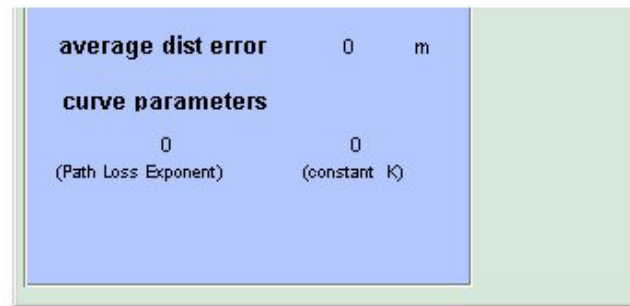 average dist error 0 m
curve parameters
0 0
(Path Loss Exponent) (constant K)